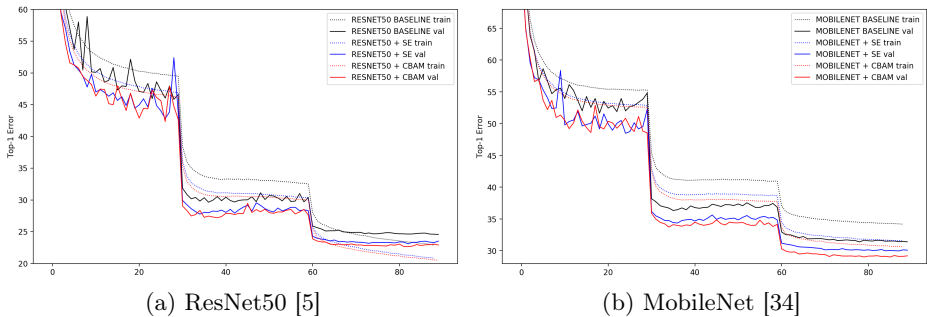 60
55
50
45
40
35
30
25
20
Top-1 Error
0
20
40
60
80
RESNET50 BASELINE train
RESNET50 BASELINE val
RESNET50 + SE train
RESNET50 + SE val
RESNET50 + CBAM train
RESNET50 + CBAM val
(a) ResNet50 [5]
65
60
55
50
45
40
35
30
Top-1 Error
0
20
40
60
80
MOBILENET BASELINE train
MOBILENET BASELINE val
MOBILENET + SE train
MOBILENET + SE val
MOBILENET + CBAM train
MOBILENET + CBAM val
(b) MobileNet [34]